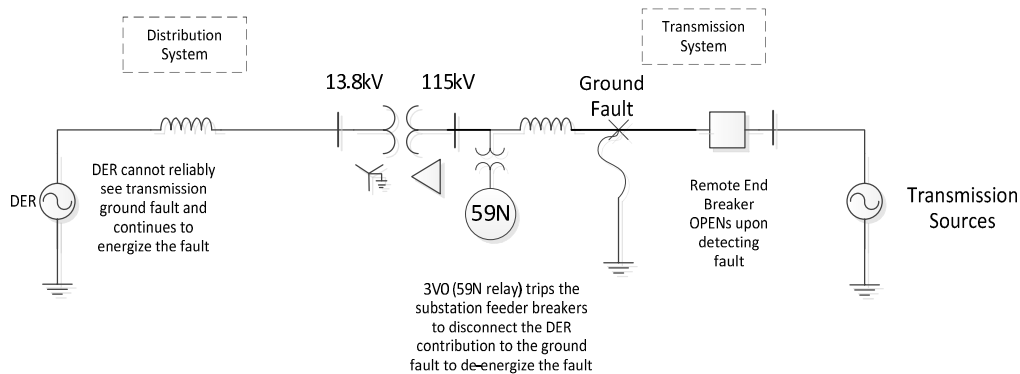 Distribution
System
Transmission
System
13.8kV
115kV
Ground
Fault
DER cannot reliably
see transmission
ground fault and
continues to
energize the fault
DER
59N
Remote End
Breaker
OPENs upon
detecting
fault
Transmission
Sources
3V0 (59N relay) trips the
substation feeder breakers
to disconnect the DER
contribution to the ground
fault to de-energize the fault